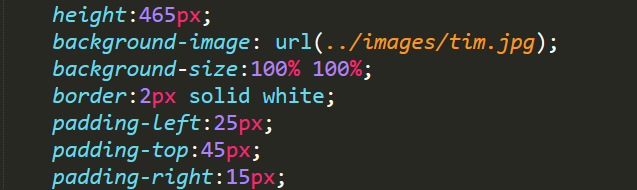 height:465px;
background-image: url(../images/tim.jpg);
background-size:100% 100%;
border:2px solid white;
padding-left:25px;
padding-top:45px;
padding-right:15px;